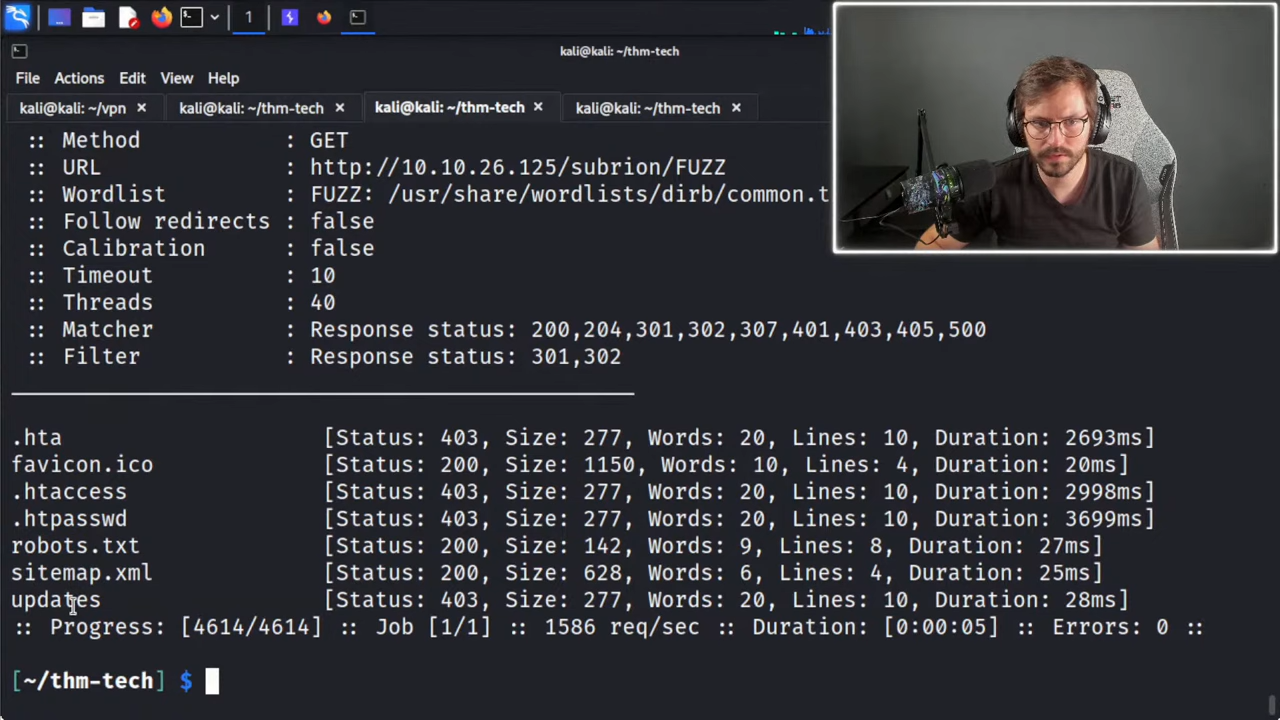 1
kali@kali: ~/thm-tech
File Actions Edit View Help
kali@kali: ~/vpn × kali@kali: ~/thm-tech × kali@kali: ~/thm-tech × kali@kali: ~/thm-tech ×
:: Method : GET
:: URL : http://10.10.26.125/subrion/FUZZ
:: Wordlist : FUZZ: /usr/share/wordlists/dirb/common.t
:: Follow redirects : false
:: Calibration : false
:: Timeout : 10
:: Threads : 40
:: Matcher : Response status: 200,204,301,302,307,401,403,405,500
:: Filter : Response status: 301,302
.hta [Status: 403, Size: 277, Words: 20, Lines: 10, Duration: 2693ms]
favicon.ico [Status: 200, Size: 1150, Words: 10, Lines: 4, Duration: 20ms]
.htaccess [Status: 403, Size: 277, Words: 20, Lines: 10, Duration: 2998ms]
.htpasswd [Status: 403, Size: 277, Words: 20, Lines: 10, Duration: 3699ms]
robots.txt [Status: 200, Size: 142, Words: 9, Lines: 8, Duration: 27ms]
sitemap.xml [Status: 200, Size: 628, Words: 6, Lines: 4, Duration: 25ms]
updates [Status: 403, Size: 277, Words: 20, Lines: 10, Duration: 28ms]
:: Progress: [4614/4614] :: Job [1/1] :: 1586 req/sec :: Duration: [0:00:05] :: Errors: 0 ::
[~/thm-tech] $